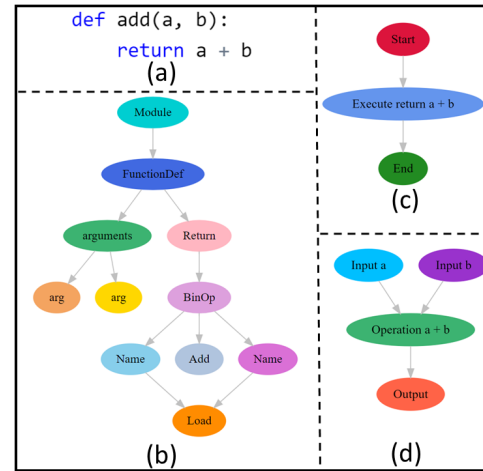 def add(a, b):
return a + b
(a)
Module
FunctionDef
arguments
Return
arg
arg
BinOp
Name
Add
Name
Load
(b)
Start
Execute return a + b
End
(c)
Input a
Input b
Operation a + b
Output
(d)